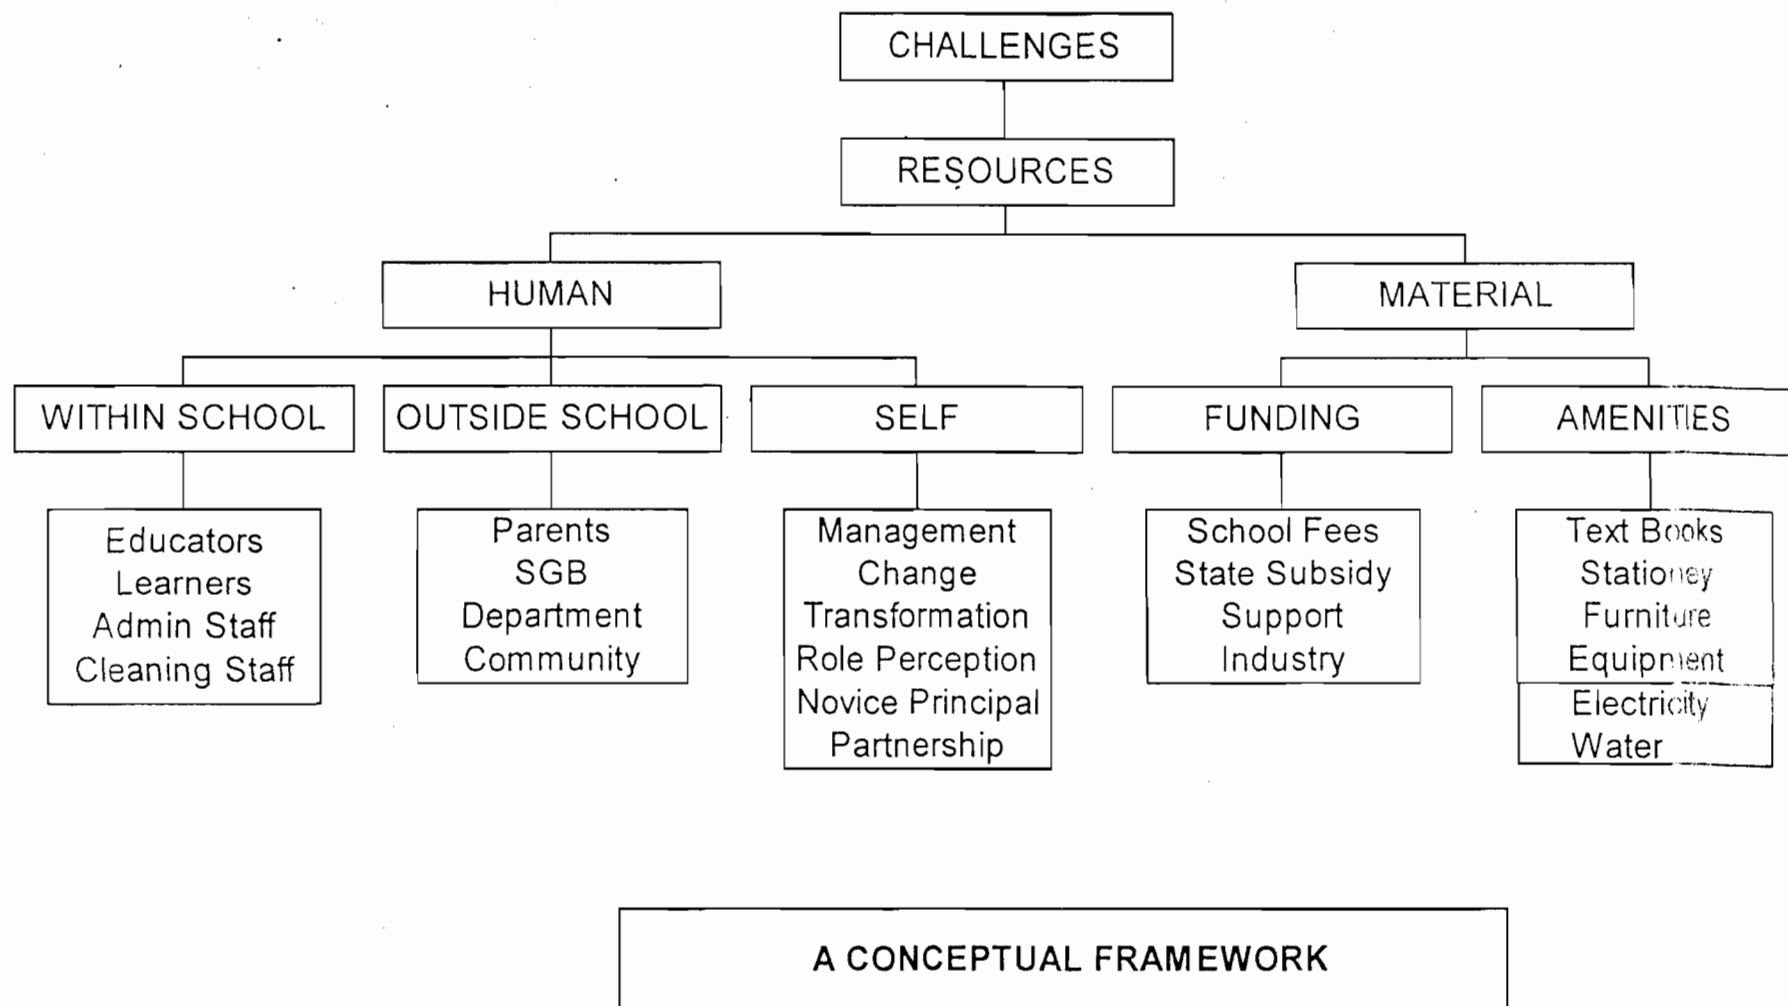 CHALLENGES
RESOURCES
HUMAN
MATERIAL
WITHIN SCHOOL
OUTSIDE SCHOOL
SELF
FUNDING
AMENITIES
Educators
Learners
Admin Staff
Cleaning Staff
Parents
SGB
Department
Community
Management
Change
Transformation
Role Perception
Novice Principal
Partnership
School Fees
State Subsidy
Support
Industry
Text Books
Stationey
Furniture
Equipment
Electricity
Water
A CONCEPTUAL FRAMEWORK